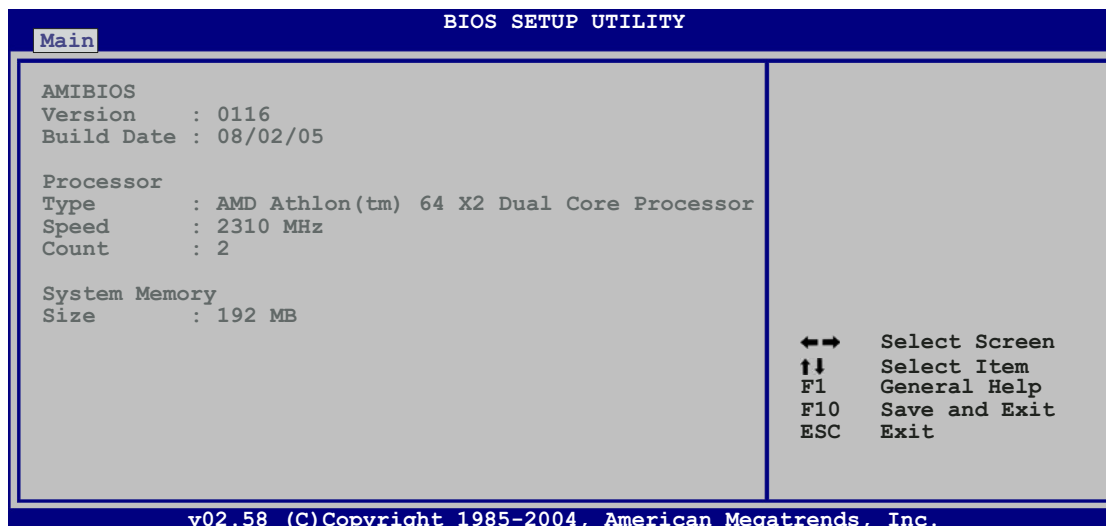 BIOS SETUP UTILITY
Main
AMIBIOS
Version : 0116
Build Date : 08/02/05
Processor
Type : AMD Athlon(tm) 64 X2 Dual Core Processor
Speed : 2310 MHz
Count : 2
System Memory
Size : 192 MB
←→ Select Screen
↑↓ Select Item
F1 General Help
F10 Save and Exit
ESC Exit
v02.58 (C)Copyright 1985-2004, American Megatrends, Inc.